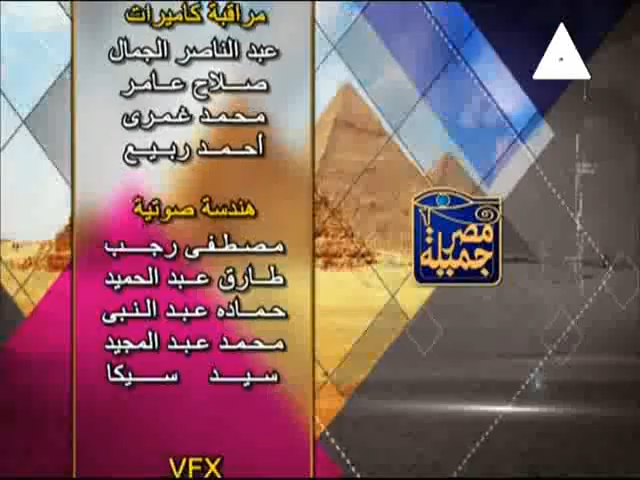 مراقبة كاميرات
عبد الناصر الجمال
صلاح عامر
محمد غمرى
أحمد ربيع
هندسة صوتية
مصطفى رجب
طارق عبد الحميد
حماده عبد النبى
محمد عبد المجيد
سيد سيكا
VFX
مصر
جميلة